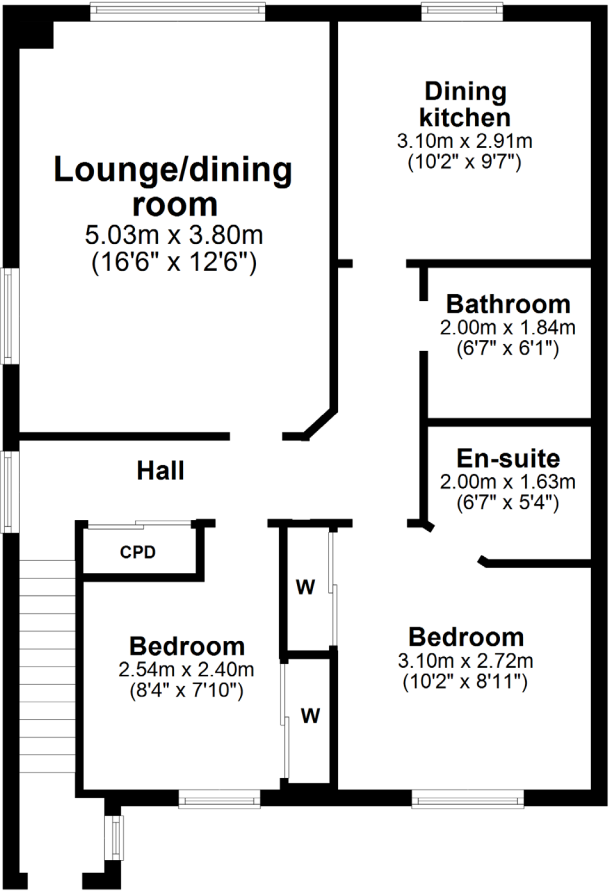 Dining
kitchen
3.10m x 2.91m
(10'2" x 9'7")
Lounge/dining
room
5.03m x 3.80m
(16'6" x 12'6")
Bathroom
2.00m x 1.84m
(6'7" x 6'1")
Hall
En-suite
2.00m x 1.63m
(6'7" x 5'4")
CPD
W
Bedroom
2.54m x 2.40m
(8'4" x 7'10")
Bedroom
3.10m x 2.72m
(10'2" x 8'11")
W